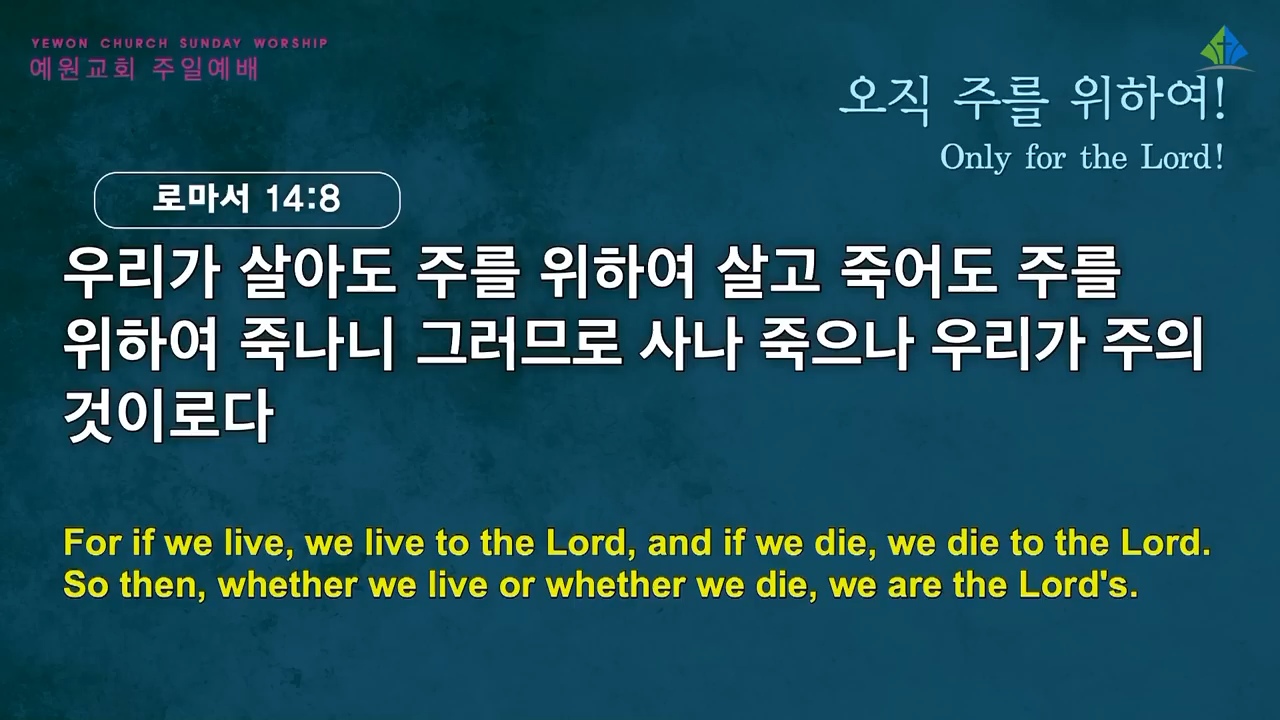 YEWON CHURCH SUNDAY WORSHIP
예원교회 주일예배
오직 주를 위하여!
Only for the Lord!
로마서 14:8
우리가 살아도 주를 위하여 살고 죽어도 주를
위하여 죽나니 그러므로 사나 죽으나 우리가 주의
것이로다
For if we live, we live to the Lord, and if we die, we die to the Lord.
So then, whether we live or whether we die, we are the Lord's.